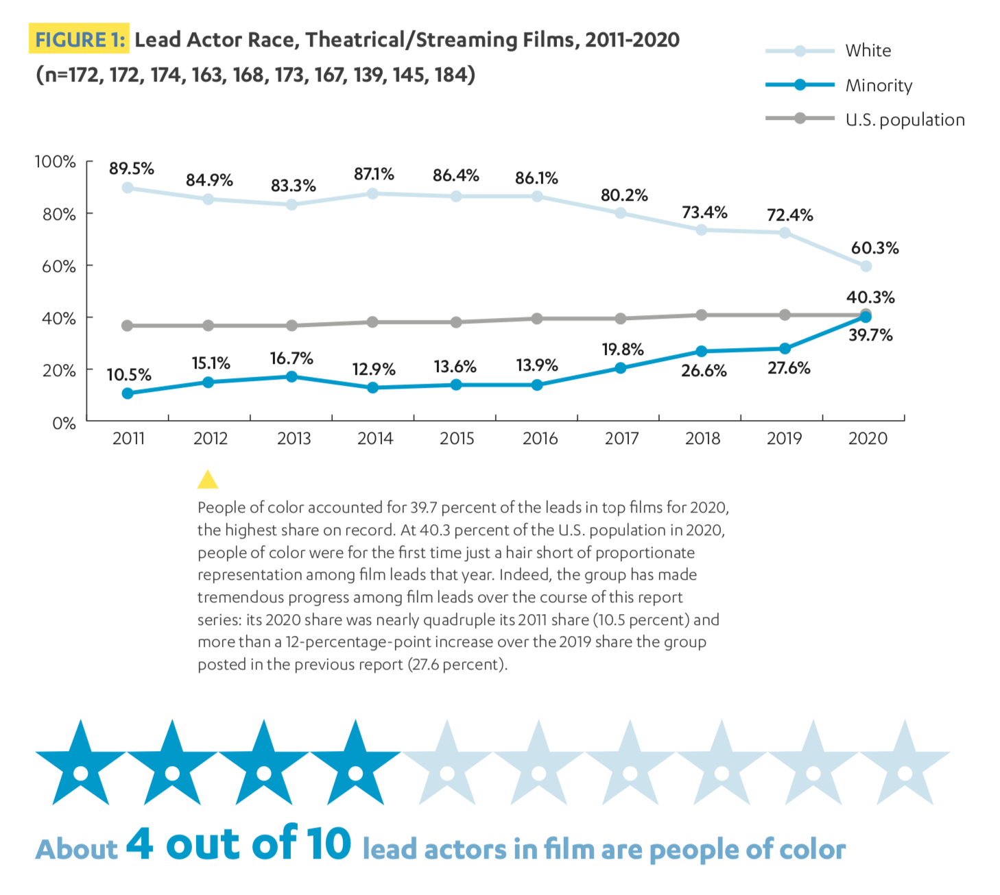 FIGURE 1: Lead Actor Race, Theatrical/Streaming Films, 2011-2020
(n=172, 172, 174, 163, 168, 173, 167, 139, 145, 184)
White
Minority
U.S. population
100%
80%
60%
40%
20%
0%
89.5%
84.9%
83.3%
87.1%
86.4%
86.1%
80.2%
73.4%
72.4%
60.3%
40.3%
10.5%
15.1%
16.7%
12.9%
13.6%
13.9%
19.8%
26.6%
27.6%
39.7%
2011
2012
2013
2014
2015
2016
2017
2018
2019
2020
People of color accounted for 39.7 percent of the leads in top films for 2020,
the highest share on record. At 40.3 percent of the U.S. population in 2020,
people of color were for the first time just a hair short of proportionate
representation among film leads that year. Indeed, the group has made
tremendous progress among film leads over the course of this report
series: its 2020 share was nearly quadruple its 2011 share (10.5 percent) and
more than a 12-percentage-point increase over the 2019 share the group
posted in the previous report (27.6 percent).
About 4 out of 10 lead actors in film are people of color